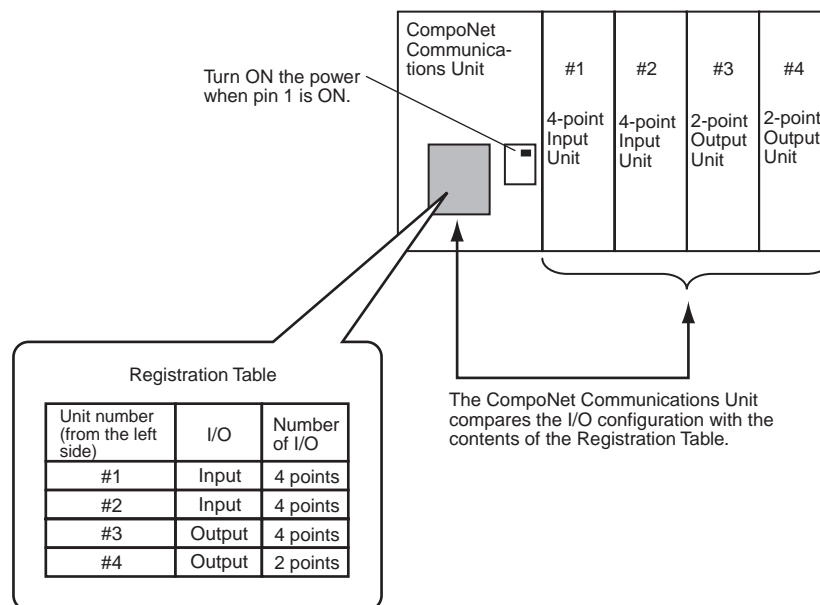 CompoNet
Communica-
tions Unit
Turn ON the power
when pin 1 is ON.
#1
#2
#3
#4
4-point
Input
Unit
4-point
Input
Unit
2-point
Output
Unit
2-point
Output
Unit
Registration Table
Unit number
(from the left
side)
I/O
Number
of I/O
#1
Input
4 points
#2
Input
4 points
#3
Output
4 points
#4
Output
2 points
The CompoNet Communications Unit
compares the I/O configuration with the
contents of the Registration Table.